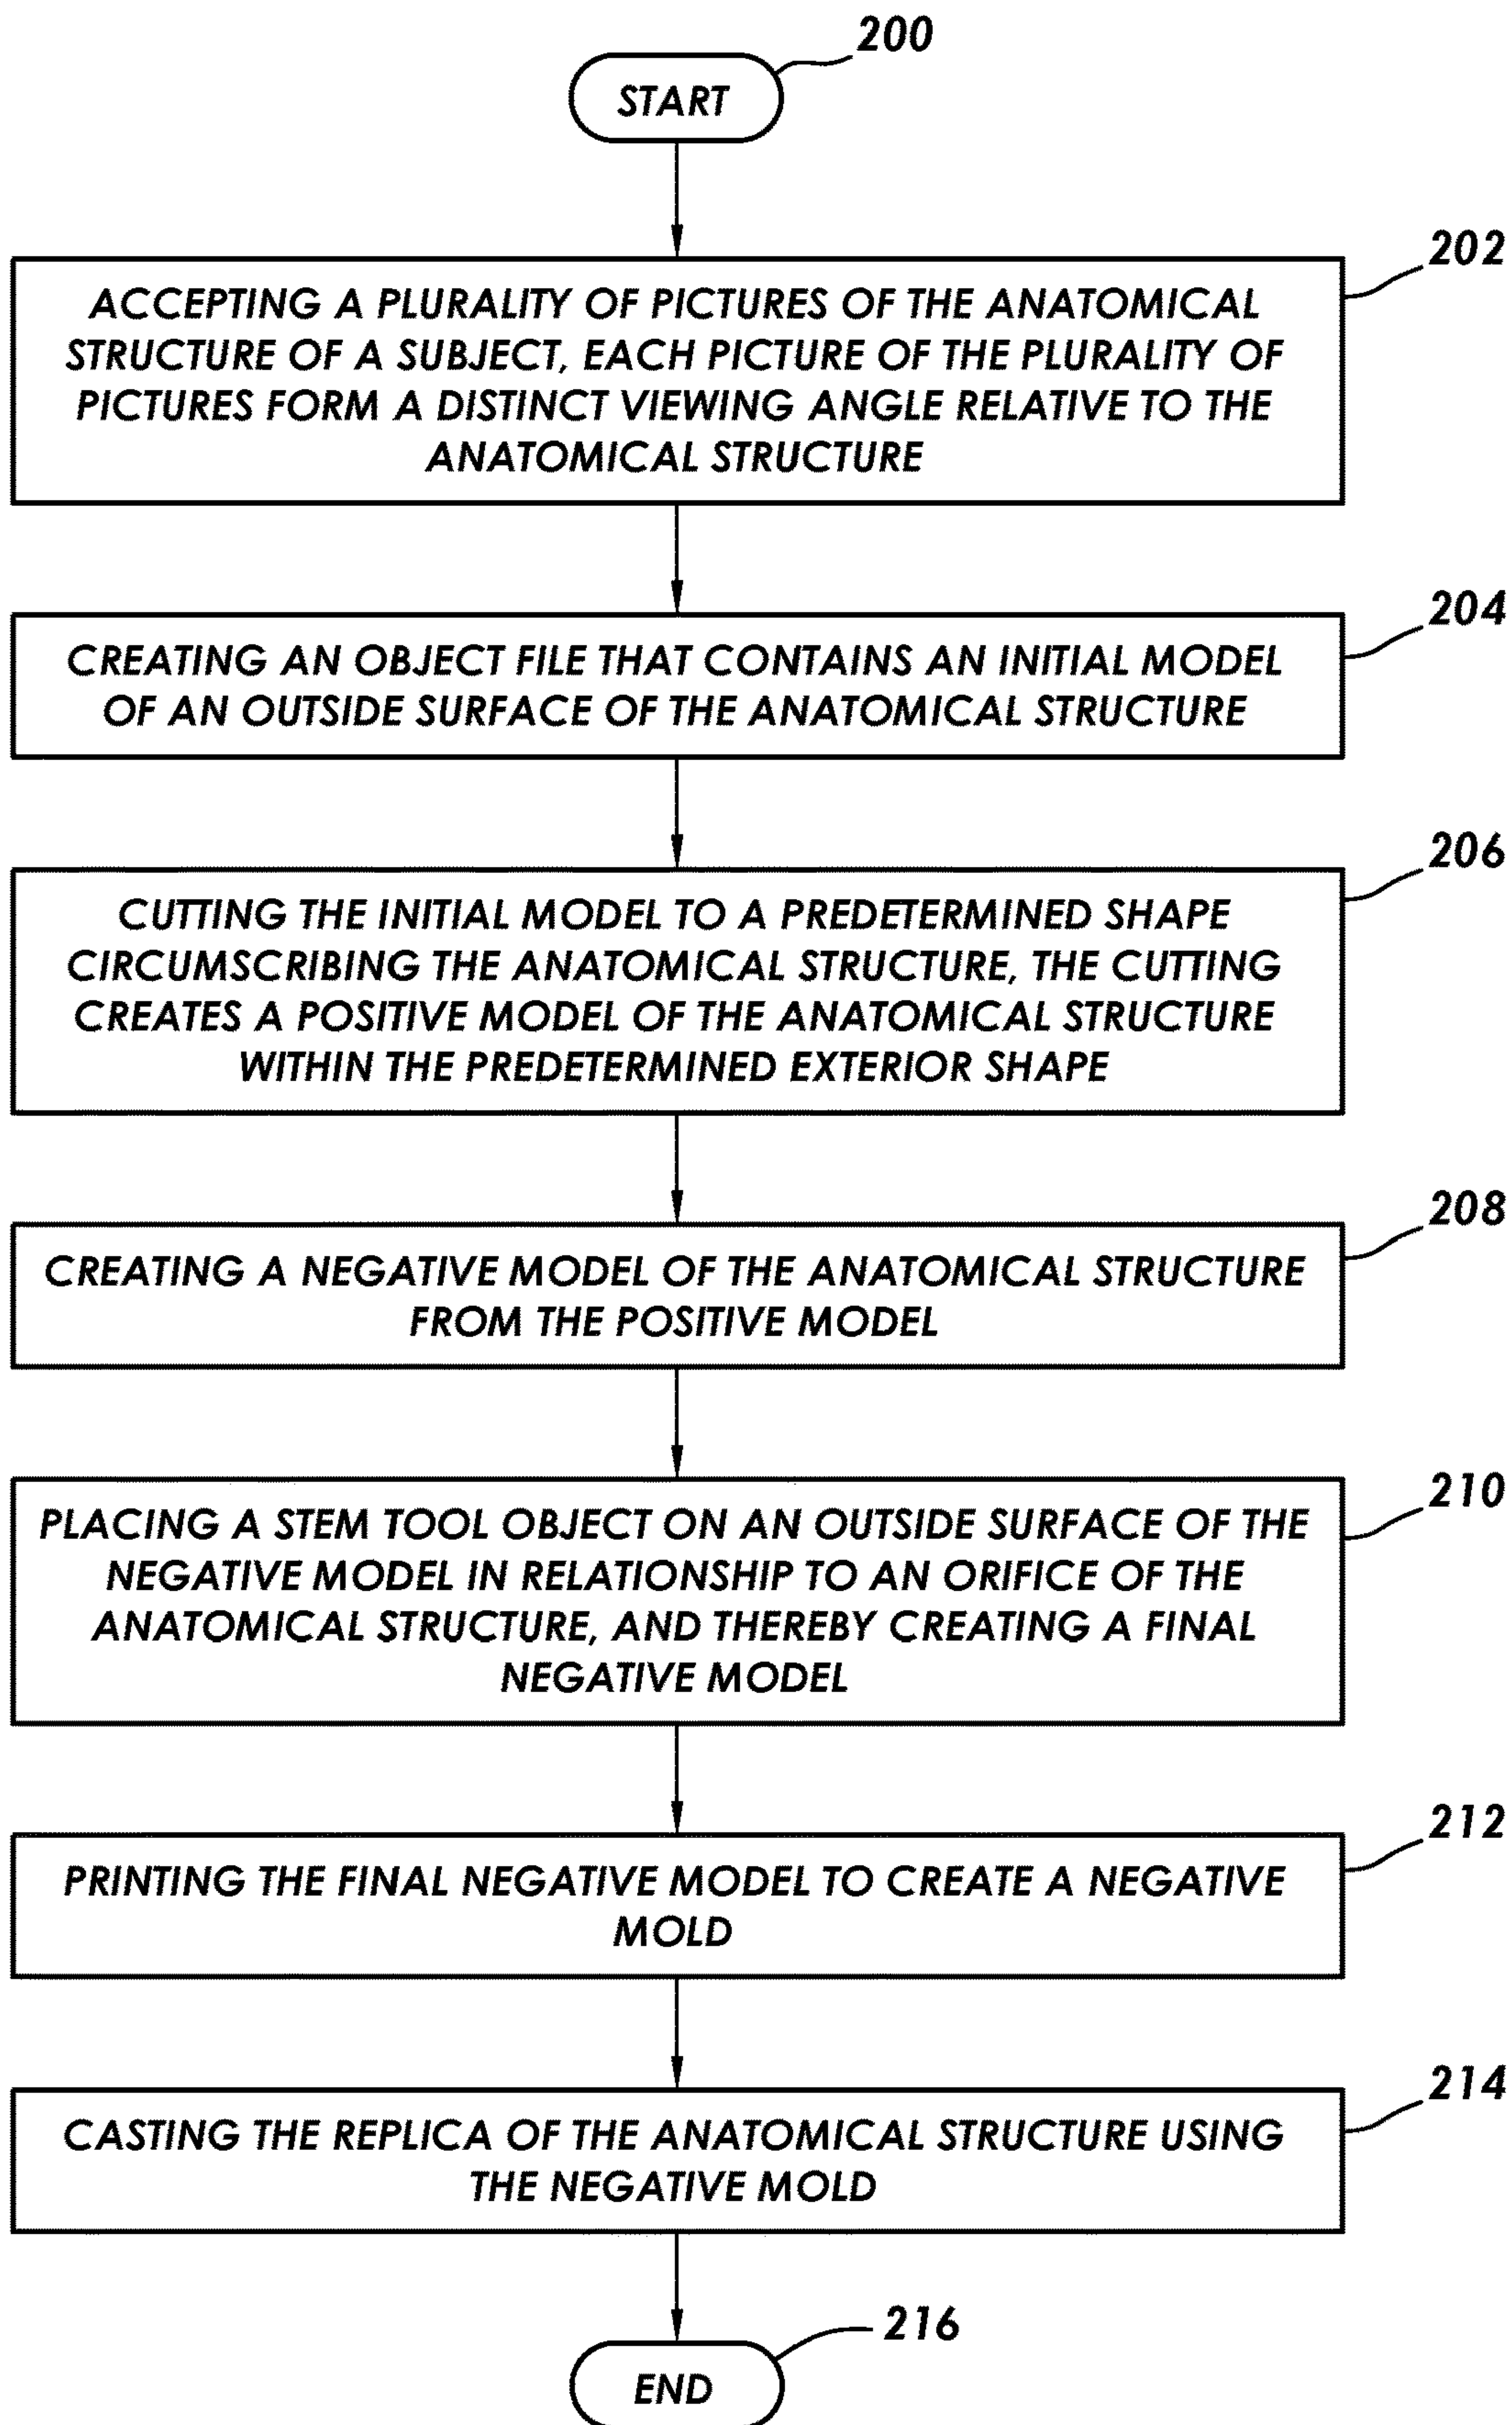 200
START
202
ACCEPTING A PLURALITY OF PICTURES OF THE ANATOMICAL
STRUCTURE OF A SUBJECT, EACH PICTURE OF THE PLURALITY OF
PICTURES FORM A DISTINCT VIEWING ANGLE RELATIVE TO THE
ANATOMICAL STRUCTURE
204
CREATING AN OBJECT FILE THAT CONTAINS AN INITIAL MODEL
OF AN OUTSIDE SURFACE OF THE ANATOMICAL STRUCTURE
206
CUTTING THE INITIAL MODEL TO A PREDETERMINED SHAPE
CIRCUMSCRIBING THE ANATOMICAL STRUCTURE, THE CUTTING
CREATES A POSITIVE MODEL OF THE ANATOMICAL STRUCTURE
WITHIN THE PREDETERMINED EXTERIOR SHAPE
208
CREATING A NEGATIVE MODEL OF THE ANATOMICAL STRUCTURE
FROM THE POSITIVE MODEL
210
PLACING A STEM TOOL OBJECT ON AN OUTSIDE SURFACE OF THE
NEGATIVE MODEL IN RELATIONSHIP TO AN ORIFICE OF THE
ANATOMICAL STRUCTURE, AND THEREBY CREATING A FINAL
NEGATIVE MODEL
212
PRINTING THE FINAL NEGATIVE MODEL TO CREATE A NEGATIVE
MOLD
214
CASTING THE REPLICA OF THE ANATOMICAL STRUCTURE USING
THE NEGATIVE MOLD
216
END